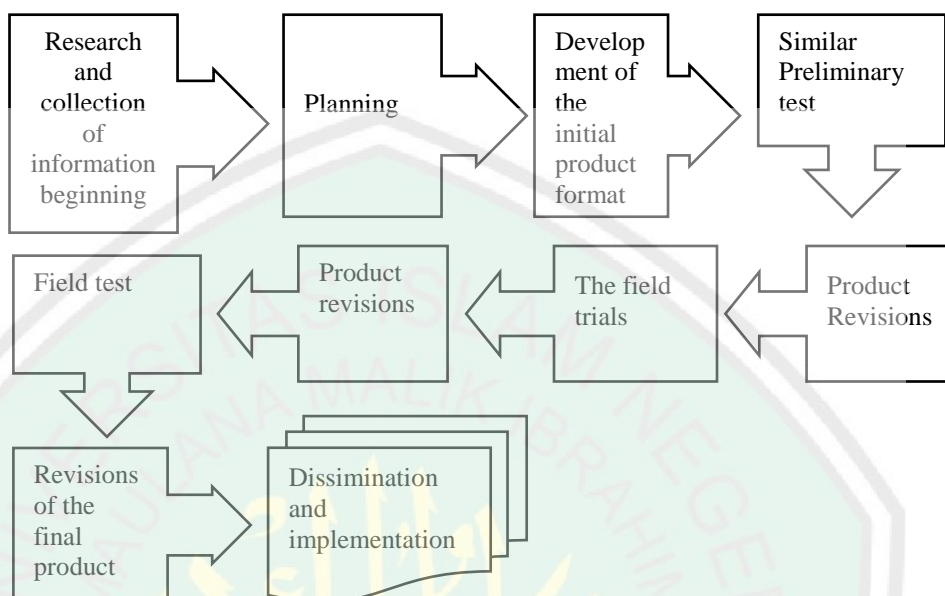 Research
and
collection
of
information
beginning
Planning
Develop
ment of
the
initial
product
format
Similar
Preliminary
test
Product
Revisions
The field
trials
Product
revisions
Field test
Revisions
of the
final
product
Dissimination
and
implementation